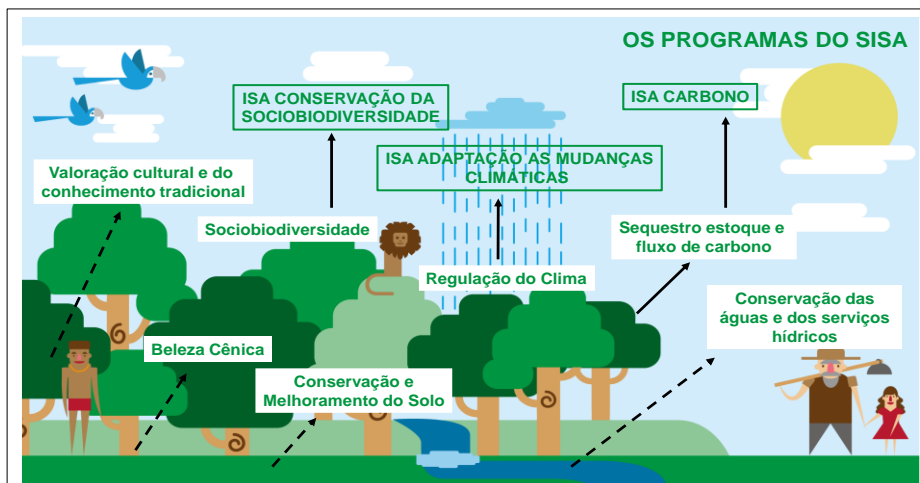 OS PROGRAMAS DO SISA
ISA CONSERVAÇÃO DA
SOCIOBIODIVERSIDADE
ISA CARBONO
ISA ADAPTAÇÃO AS MUDANÇAS
CLIMÁTICAS
Valoração cultural e do
conhecimento tradicional
Sociobiodiversidade
Sequestro estoque e
fluxo de carbono
Regulação do Clima
Conservação das
águas e dos serviços
hídricos
Beleza Cênica
Conservação e
Melhoramento do Solo